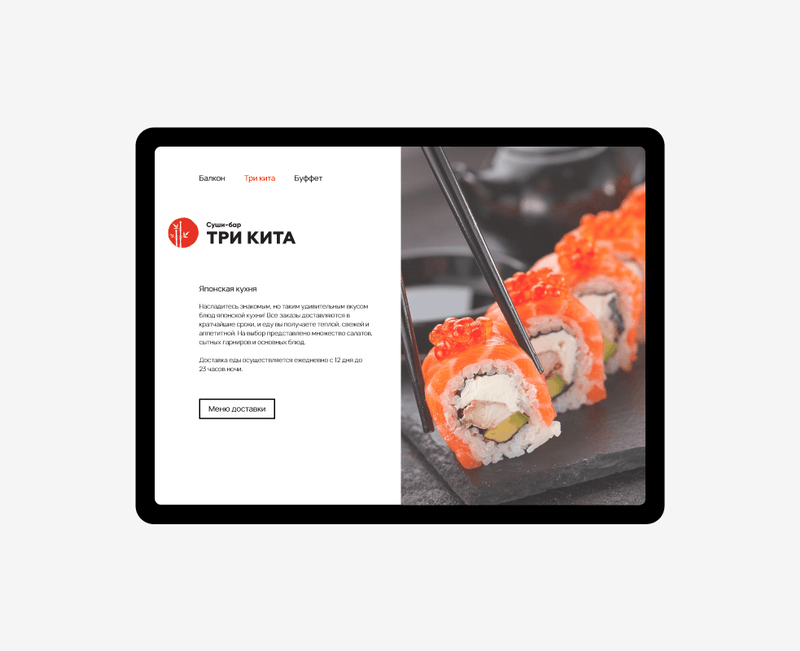 Балкон Три кита Буффет
Суши-бар
ТРИ КИТА
Японская кухня
Насладитесь знакомым, но таким удивительным вкусом
блюд японской кухни! Все заказы доставляются в
кратчайшие сроки, и еду вы получаете теплой, свежей и
аппетитной. На выбор представлено множество салатов,
сытных гарниров и основных блюд.
Доставка еды осуществляется ежедневно с 12 дня до
23 часов ночи.
Меню доставки